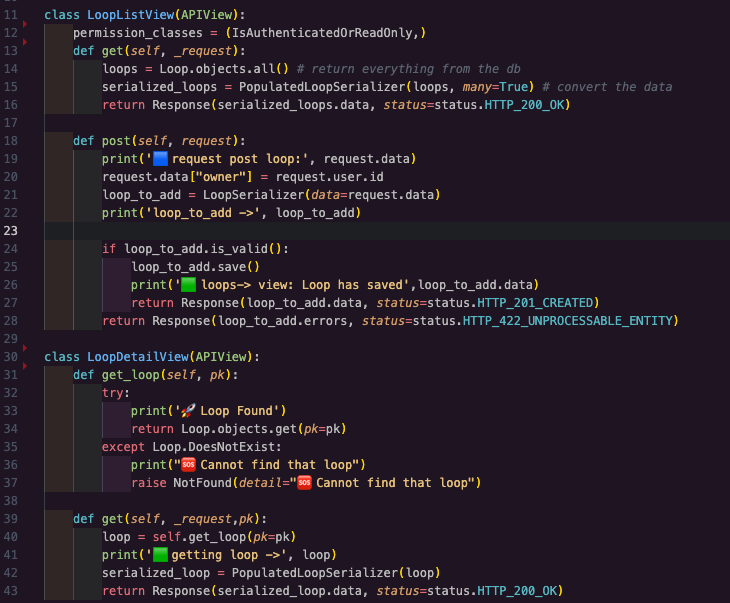 11 class LoopListView(APIView):
12     permission_classes = (IsAuthenticatedOrReadOnly,)
13     def get(self, _request):
14         loops = Loop.objects.all() # return everything from the db
15         serialized_loops = PopulatedLoopSerializer(loops, many=True) # convert the data
16         return Response(serialized_loops.data, status=status.HTTP_200_OK)
17
18     def post(self, request):
19         print('🟦 request post loop:', request.data)
20         request.data["owner"] = request.user.id
21         loop_to_add = LoopSerializer(data=request.data)
22         print('loop_to_add ->', loop_to_add)
23
24         if loop_to_add.is_valid():
25             loop_to_add.save()
26             print('🟩 loops-> view: Loop has saved',loop_to_add.data)
27             return Response(loop_to_add.data, status=status.HTTP_201_CREATED)
28         return Response(loop_to_add.errors, status=status.HTTP_422_UNPROCESSABLE_ENTITY)
29
30 class LoopDetailView(APIView):
31     def get_loop(self, pk):
32         try:
33             print('🚀 Loop Found')
34             return Loop.objects.get(pk=pk)
35         except Loop.DoesNotExist:
36             print("🆘 Cannot find that loop")
37             raise NotFound(detail="🆘 Cannot find that loop")
38
39     def get(self, _request,pk):
40         loop = self.get_loop(pk=pk)
41         print('🟩 getting loop ->', loop)
42         serialized_loop = PopulatedLoopSerializer(loop)
43         return Response(serialized_loop.data, status=status.HTTP_200_OK)